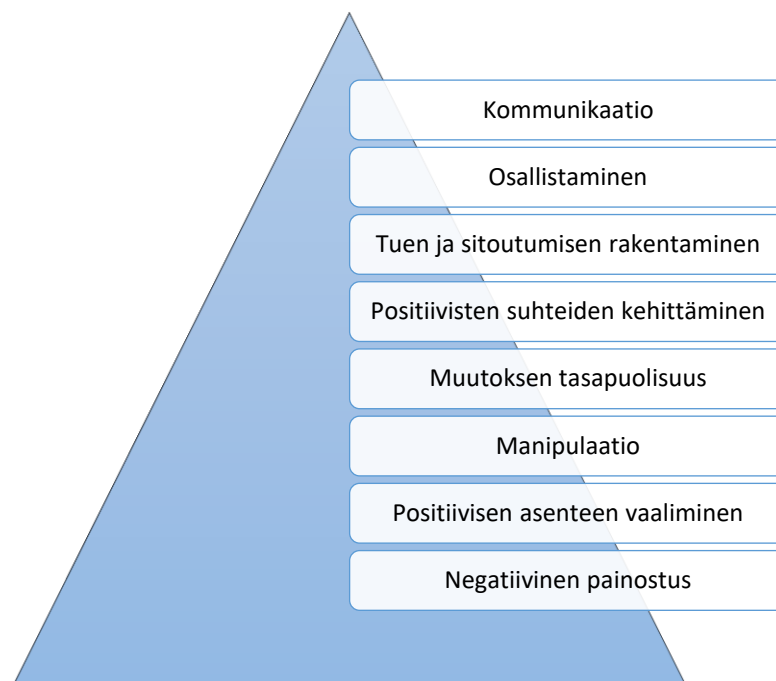 Kommunikaatio
Osallistaminen
Tuen ja sitoutumisen rakentaminen
Positiivisten suhteiden kehittäminen
Muutoksen tasapuolisuus
Manipulaatio
Positiivisen asenteen vaaliminen
Negatiivinen painostus